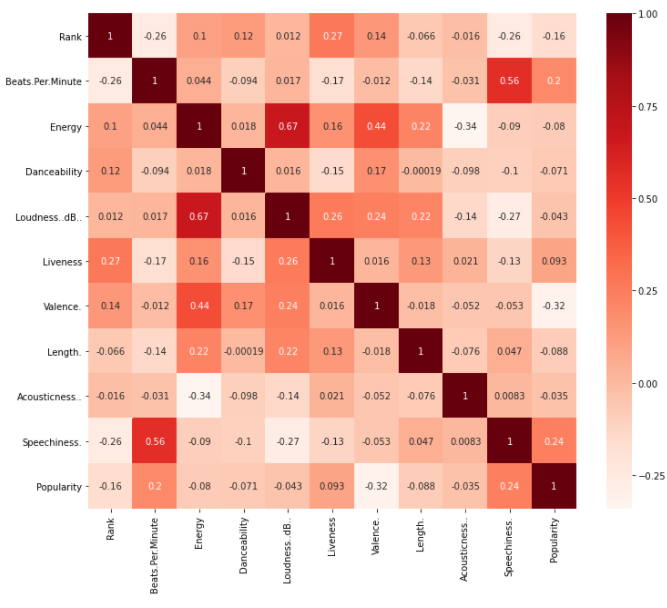 Rank 1 -0.26 0.1 0.12 0.012 0.27 0.14 -0.066 -0.016 -0.26 -0.16
Beats.Per.Minute -0.26 1 0.044 -0.094 0.017 -0.17 -0.012 -0.14 -0.031 0.56 0.2
Energy 0.1 0.044 1 0.018 0.67 0.16 0.44 0.22 -0.34 -0.09 -0.08
Danceability 0.12 -0.094 0.018 1 0.016 -0.15 0.17 -0.00019 -0.098 -0.1 -0.071
Loudness..dB.. 0.012 0.017 0.67 0.016 1 0.26 0.24 0.22 -0.14 -0.27 -0.043
Liveness 0.27 -0.17 0.16 -0.15 0.26 1 0.016 0.13 0.021 -0.13 0.093
Valence. 0.14 -0.012 0.44 0.17 0.24 0.016 1 -0.018 -0.052 -0.053 -0.32
Length. -0.066 -0.14 0.22 -0.00019 0.22 0.13 -0.018 1 -0.076 0.047 -0.088
Acousticness.. -0.016 -0.031 -0.34 -0.098 -0.14 0.021 -0.052 -0.076 1 0.0083 -0.035
Speechiness. -0.26 0.56 -0.09 -0.1 -0.27 -0.13 -0.053 0.047 0.0083 1 0.24
Popularity -0.16 0.2 -0.08 -0.071 -0.043 0.093 -0.32 -0.088 -0.035 0.24 1
Rank Beats.Per.Minute Energy Danceability Loudness..dB.. Liveness Valence. Length. Acousticness.. Speechiness. Popularity
1.00
0.75
0.50
0.25
0.00
−0.25